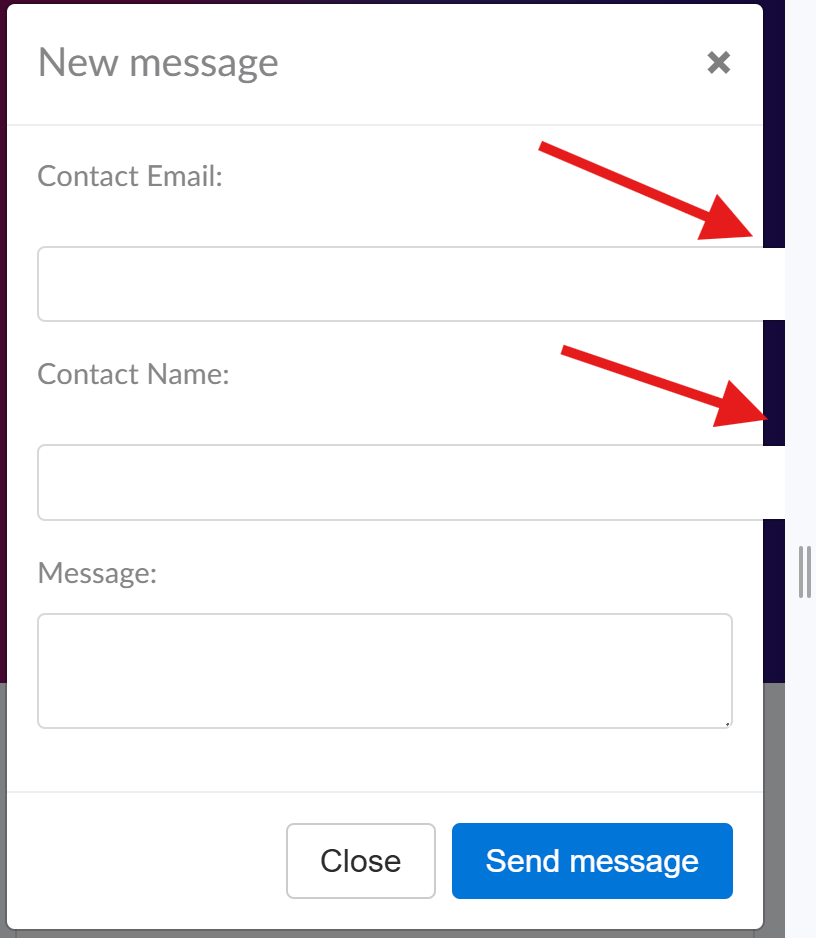 New message
Contact Email:
Contact Name:
Message:
Close
Send message